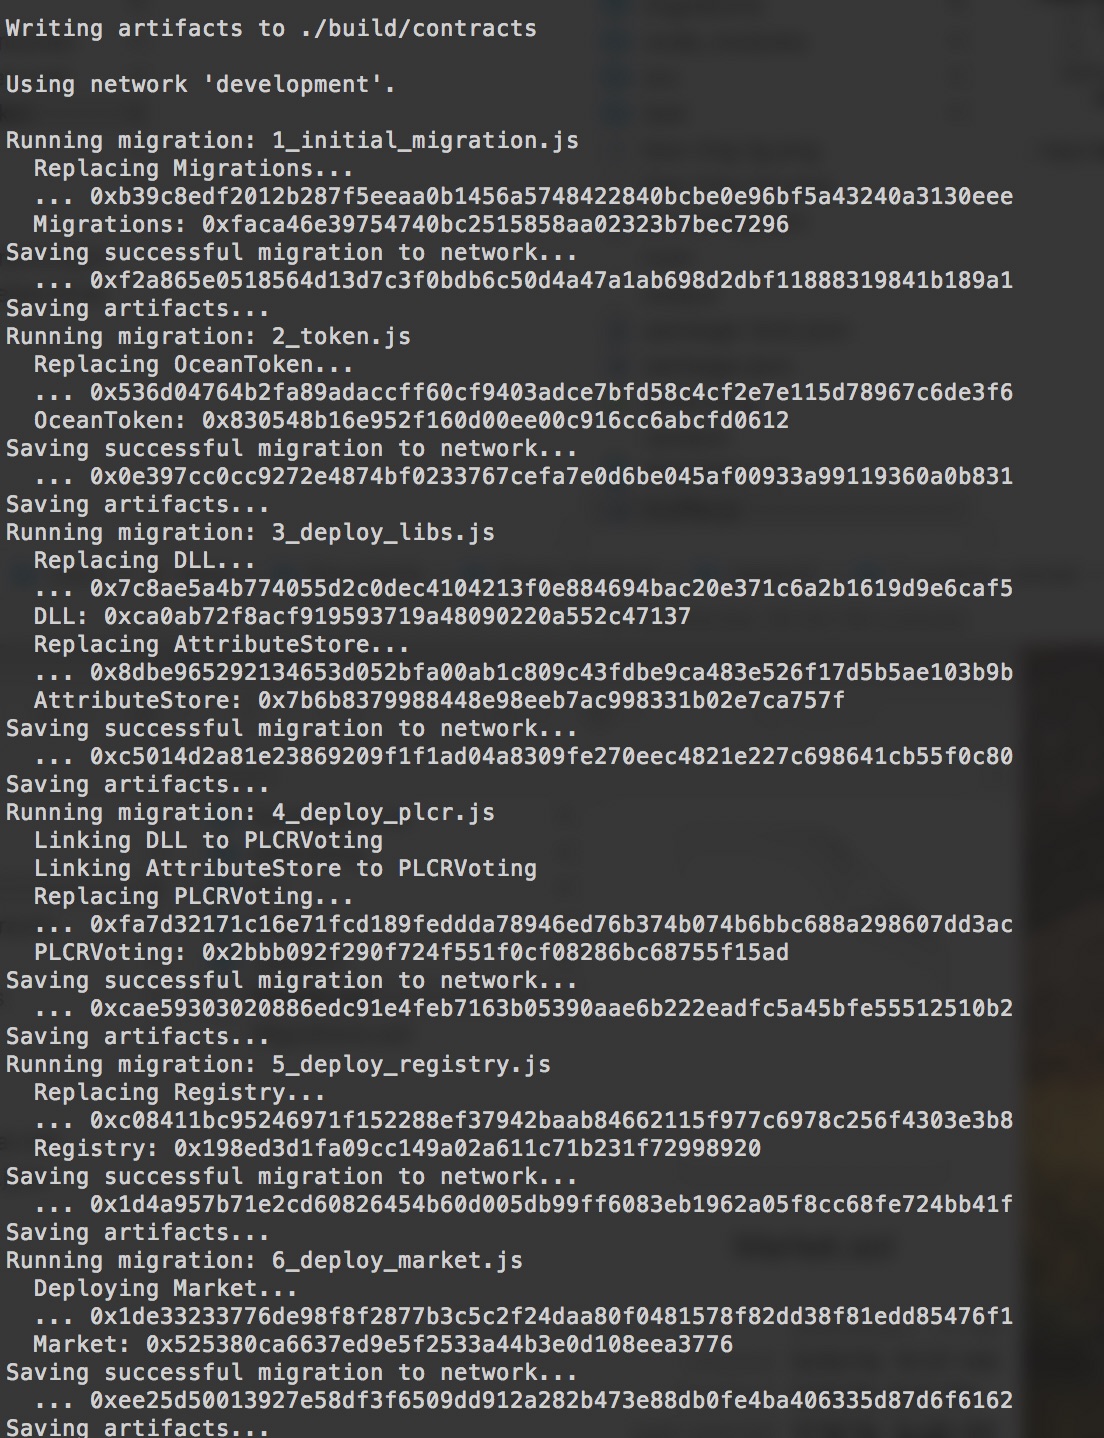 Writing artifacts to ./build/contracts
Using network 'development'.
Running migration: 1_initial_migration.js
Replacing Migrations...
... 0xb39c8edf2012b287f5eeaa0b1456a5748422840bcbe0e96bf5a43240a3130eee
Migrations: 0xfaca46e39754740bc2515858aa02323b7bec7296
Saving successful migration to network...
... 0xf2a865e0518564d13d7c3f0bdb6c50d4a47a1ab698d2dbf11888319841b189a1
Saving artifacts...
Running migration: 2_token.js
Replacing OceanToken...
... 0x536d04764b2fa89adaccff60cf9403adce7bfd58c4cf2e7e115d78967c6de3f6
OceanToken: 0x830548b16e952f160d00ee00c916cc6abcfd0612
Saving successful migration to network...
... 0x0e397cc0cc9272e4874bf0233767cefa7e0d6be045af00933a99119360a0b831
Saving artifacts...
Running migration: 3_deploy_libs.js
Replacing DLL...
... 0x7c8ae5a4b774055d2c0dec4104213f0e884694bac20e371c6a2b1619d9e6caf5
DLL: 0xca0ab72f8acf919593719a48090220a552c47137
Replacing AttributeStore...
... 0x8dbe965292134653d052bfa00ab1c809c43fdbe9ca483e526f17d5b5ae103b9b
AttributeStore: 0x7b6b8379988448e98eeb7ac998331b02e7ca757f
Saving successful migration to network...
... 0xc5014d2a81e23869209f1f1ad04a8309fe270eec4821e227c698641cb55f0c80
Saving artifacts...
Running migration: 4_deploy_plcr.js
Linking DLL to PLCRVoting
Linking AttributeStore to PLCRVoting
Replacing PLCRVoting...
... 0xfa7d32171c16e71fcd189feddda78946ed76b374b074b6bbc688a298607dd3ac
PLCRVoting: 0x2bbb092f290f724f551f0cf08286bc68755f15ad
Saving successful migration to network...
... 0xcae59303020886edc91e4feb7163b05390aae6b222eadfc5a45bfe55512510b2
Saving artifacts...
Running migration: 5_deploy_registry.js
Replacing Registry...
... 0xc08411bc95246971f152288ef37942baab84662115f977c6978c256f4303e3b8
Registry: 0x198ed3d1fa09cc149a02a611c71b231f72998920
Saving successful migration to network...
... 0x1d4a957b71e2cd60826454b60d005db99ff6083eb1962a05f8cc68fe724bb41f
Saving artifacts...
Running migration: 6_deploy_market.js
Deploying Market...
... 0x1de33233776de98f8f2877b3c5c2f24daa80f0481578f82dd38f81edd85476f1
Market: 0x525380ca6637ed9e5f2533a44b3e0d108eea3776
Saving successful migration to network...
... 0xee25d50013927e58df3f6509dd912a282b473e88db0fe4ba406335d87d6f6162
Saving artifacts...